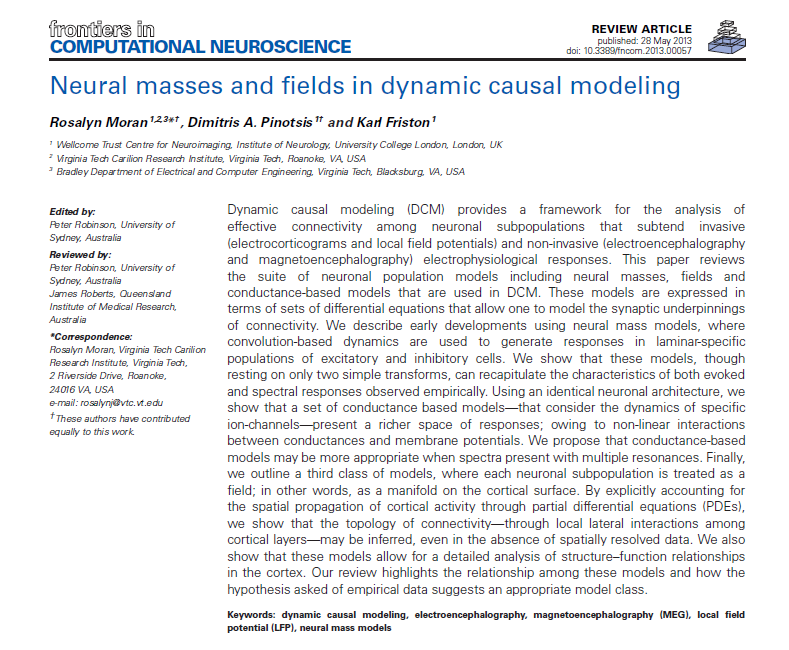 frontiers in
COMPUTATIONAL NEUROSCIENCE
REVIEW ARTICLE
published: 28 May 2013
doi: 10.3389/fncom.2013.00057
Neural masses and fields in dynamic causal modeling
Rosalyn Moran1,2,3*†, Dimitris A. Pinotsis1† and Karl Friston1
1 Wellcome Trust Centre for Neuroimaging, Institute of Neurology, University College London, London, UK
2 Virginia Tech Carilion Research Institute, Virginia Tech, Roanoke, VA, USA
3 Bradley Department of Electrical and Computer Engineering, Virginia Tech, Blacksburg, VA, USA
Edited by:
Peter Robinson, University of
Sydney, Australia
Reviewed by:
Peter Robinson, University of
Sydney, Australia
James Roberts, Queensland
Institute of Medical Research,
Australia
*Correspondence:
Rosalyn Moran, Virginia Tech Carilion
Research Institute, Virginia Tech,
2 Riverside Drive, Roanoke,
24016 VA, USA
e-mail: rosalynj@vtc.vt.edu
†These authors have contributed
equally to this work.
Dynamic causal modeling (DCM) provides a framework for the analysis of
effective connectivity among neuronal subpopulations that subtend invasive
(electrocorticograms and local field potentials) and non-invasive (electroencephalography
and magnetoencephalography) electrophysiological responses. This paper reviews
the suite of neuronal population models including neural masses, fields and
conductance-based models that are used in DCM. These models are expressed in
terms of sets of differential equations that allow one to model the synaptic underpinnings
of connectivity. We describe early developments using neural mass models, where
convolution-based dynamics are used to generate responses in laminar-specific
populations of excitatory and inhibitory cells. We show that these models, though
resting on only two simple transforms, can recapitulate the characteristics of both evoked
and spectral responses observed empirically. Using an identical neuronal architecture, we
show that a set of conductance based models—that consider the dynamics of specific
ion-channels—present a richer space of responses; owing to non-linear interactions
between conductances and membrane potentials. We propose that conductance-based
models may be more appropriate when spectra present with multiple resonances. Finally,
we outline a third class of models, where each neuronal subpopulation is treated as a
field; in other words, as a manifold on the cortical surface. By explicitly accounting for
the spatial propagation of cortical activity through partial differential equations (PDEs),
we show that the topology of connectivity—through local lateral interactions among
cortical layers—may be inferred, even in the absence of spatially resolved data. We also
show that these models allow for a detailed analysis of structure–function relationships
in the cortex. Our review highlights the relationship among these models and how the
hypothesis asked of empirical data suggests an appropriate model class.
Keywords: dynamic causal modeling, electroencephalography, magnetoencephalography (MEG), local field
potential (LFP), neural mass models